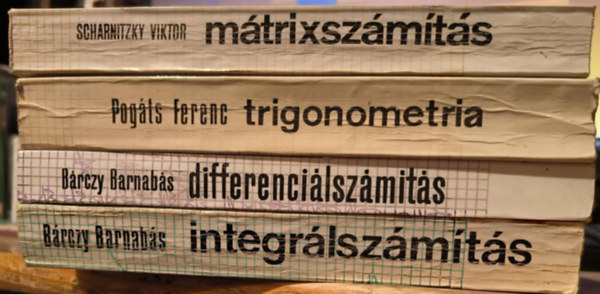 SCHARNITZKY VIKTOR mátrixszámítás
Pogáts Ferenc trigonometria
Bárczy Barnabás differenciálszámítás
Bárczy Barnabás integrálszámítás